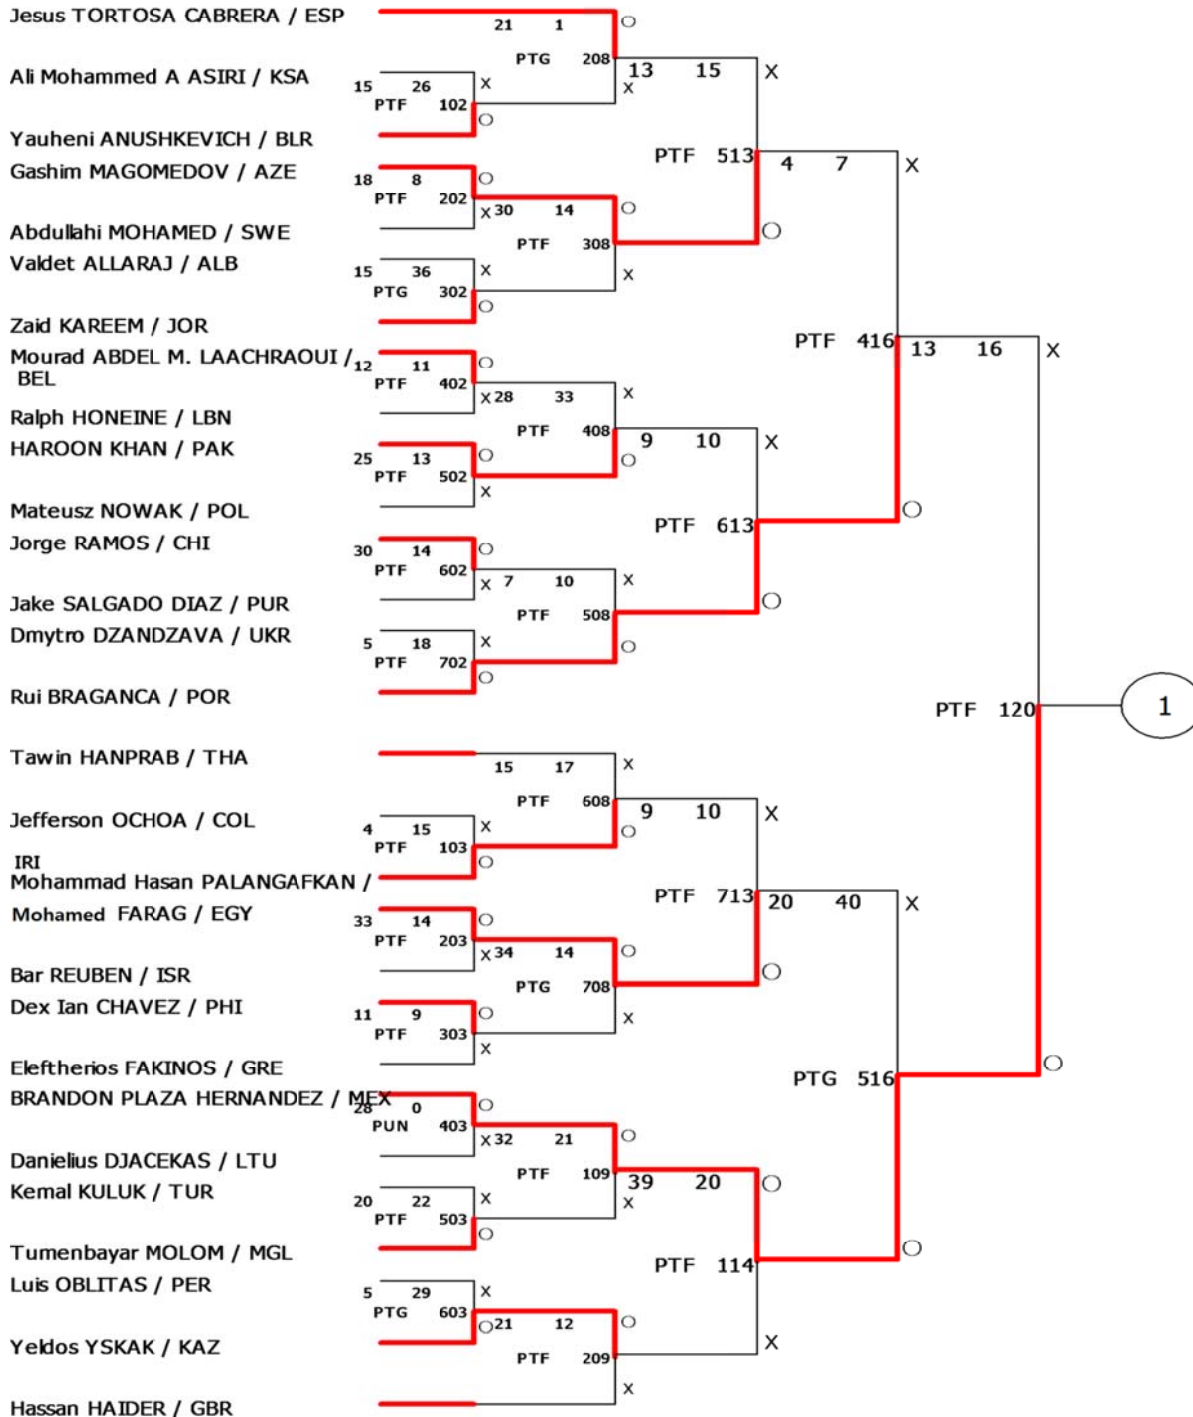 Jesus TORTOSA CABRERA / ESP
21 1
PTG 208
O
X
Ali Mohammed A ASIRI / KSA
15 26
PTF 102
X
O
Yauheni ANUSHKEVICH / BLR
13 15
PTF 513
X
O
Gashim MAGOMEDOV / AZE
18 8
PTF 202
O
X
Abdullahi MOHAMED / SWE
30 14
PTF 308
O
X
Valdet ALLARAJ / ALB
15 36
PTG 302
X
O
Zaid KAREEM / JOR
4 7
PTF 416
X
O
Mourad ABDEL M. LAACHRAOUI /
BEL
12 11
PTF 402
O
X
Ralph HONEINE / LBN
28 33
PTF 408
X
O
HAROON KHAN / PAK
25 13
PTF 502
O
X
Mateusz NOWAK / POL
9 10
PTF 613
X
O
Jorge RAMOS / CHI
30 14
PTF 602
O
X
Jake SALGADO DIAZ / PUR
7 10
PTF 508
X
O
Dmytro DZANDZAVA / UKR
5 18
PTF 702
X
O
Rui BRAGANCA / POR
13 16
PTF 120
X
O
1
Tawin HANPRAB / THA
15 17
PTF 608
X
O
Jefferson OCHOA / COL
4 15
PTF 103
X
O
IRI
Mohammad Hasan PALANGAFKAN /
9 10
PTF 713
X
O
Mohamed FARAG / EGY
33 14
PTF 203
O
X
Bar REUBEN / ISR
34 14
PTG 708
O
X
Dex Ian CHAVEZ / PHI
11 9
PTF 303
O
X
Eleftherios FAKINOS / GRE
20 40
PTG 516
X
O
BRANDON PLAZA HERNANDEZ / MEX
28 0
PUN 403
O
X
Danielius DJACEKAS / LTU
32 21
PTF 109
O
X
Kemal KULUK / TUR
20 22
PTF 503
X
O
Tumenbayar MOLOM / MGL
39 20
PTF 114
O
X
Luis OBLITAS / PER
5 29
PTG 603
X
O
Yeldos YSKAK / KAZ
21 12
PTF 209
O
X
Hassan HAIDER / GBR